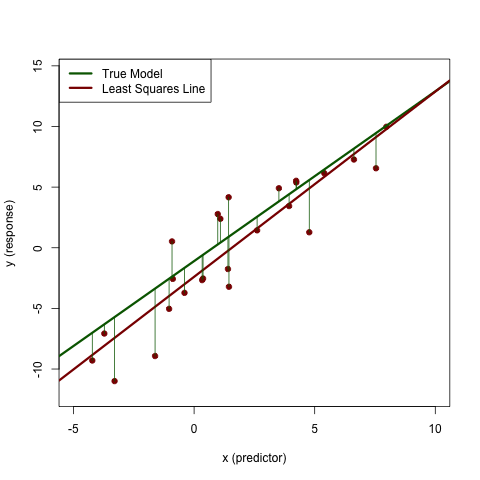 True Model
Least Squares Line
15
10
5
0
-5
-10
y (response)
-5 0 5 10
x (predictor)